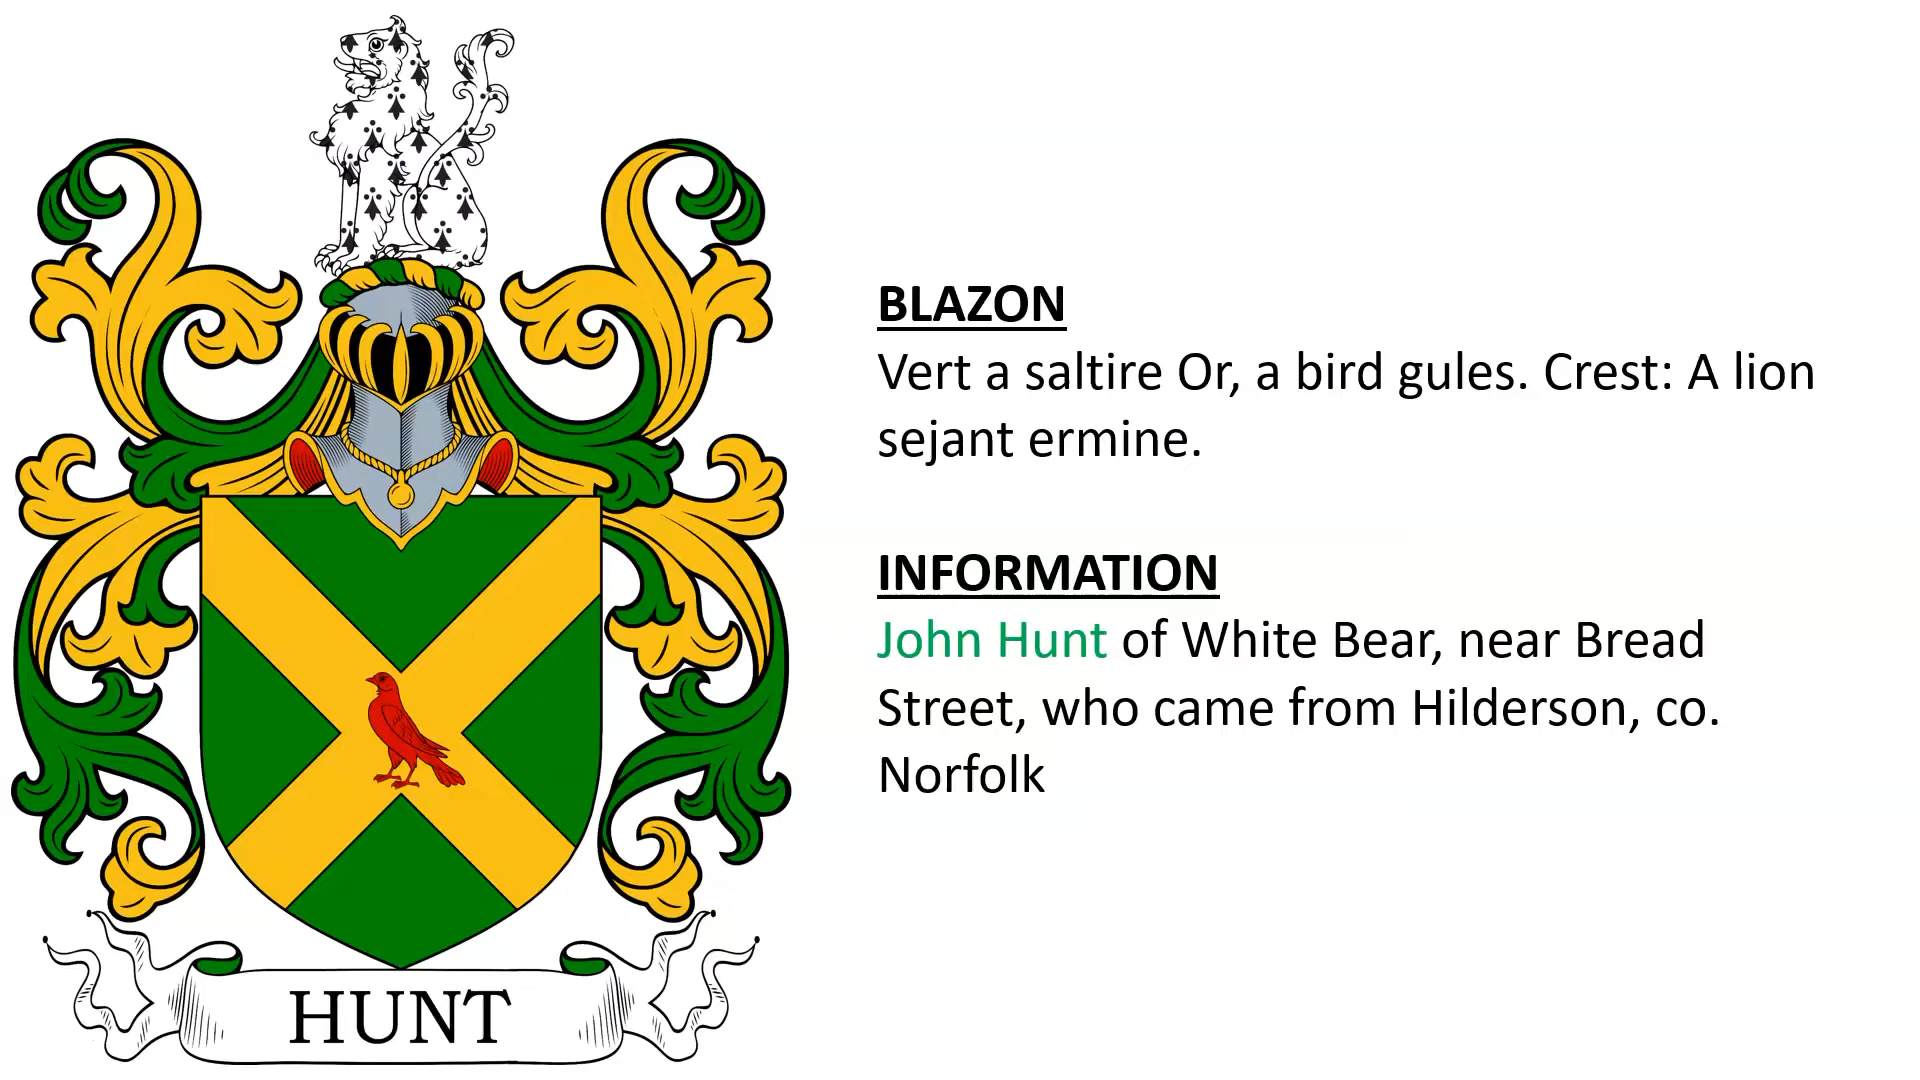 BLAZON
Vert a saltire Or, a bird gules. Crest: A lion
sejant ermine.
INFORMATION
John Hunt of White Bear, near Bread
Street, who came from Hilderson, co.
Norfolk
HUNT